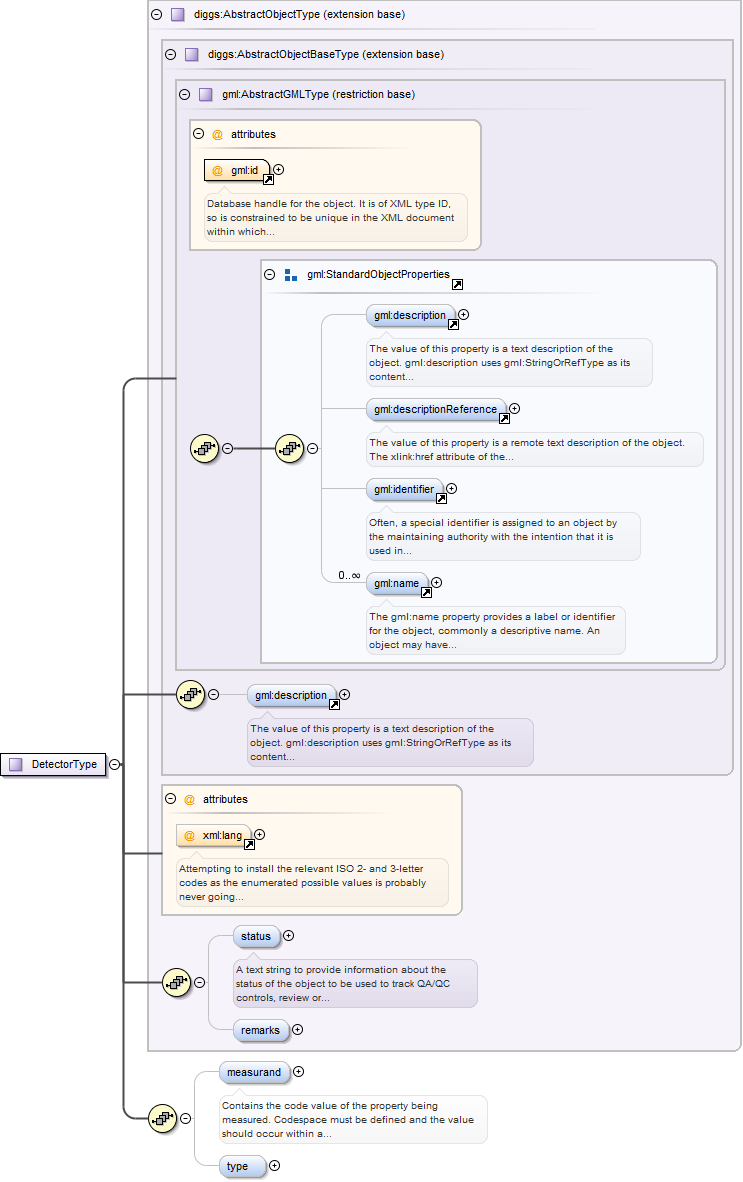 diggs:AbstractObjectType (extension base)
diggs:AbstractObjectBaseType (extension base)
gml:AbstractGMLType (restriction base)
@ attributes
@ gml:id
Database handle for the object. It is of XML type ID,
so is constrained to be unique in the XML document
within which...
gml:StandardObjectProperties
gml:description
The value of this property is a text description of the
object. gml:description uses gml:StringOrRefType as its
content...
gml:descriptionReference
The value of this property is a remote text description of the object.
The xlink:href attribute of the...
gml:identifier
Often, a special identifier is assigned to an object by
the maintaining authority with the intention that it is
used in...
0..∞
gml:name
The gml:name property provides a label or identifier
for the object, commonly a descriptive name. An
object may have...
gml:description
The value of this property is a text description of the
object. gml:description uses gml:StringOrRefType as its
content...
DetectorType
@ attributes
@ xml:lang
Attempting to install the relevant ISO 2- and 3-letter
codes as the enumerated possible values is probably
never going...
status
A text string to provide information about the
status of the object to be used to track QA/QC
controls, review or...
remarks
measurand
Contains the code value of the property being
measured. Codespace must be defined and the value
should occur within a...
type